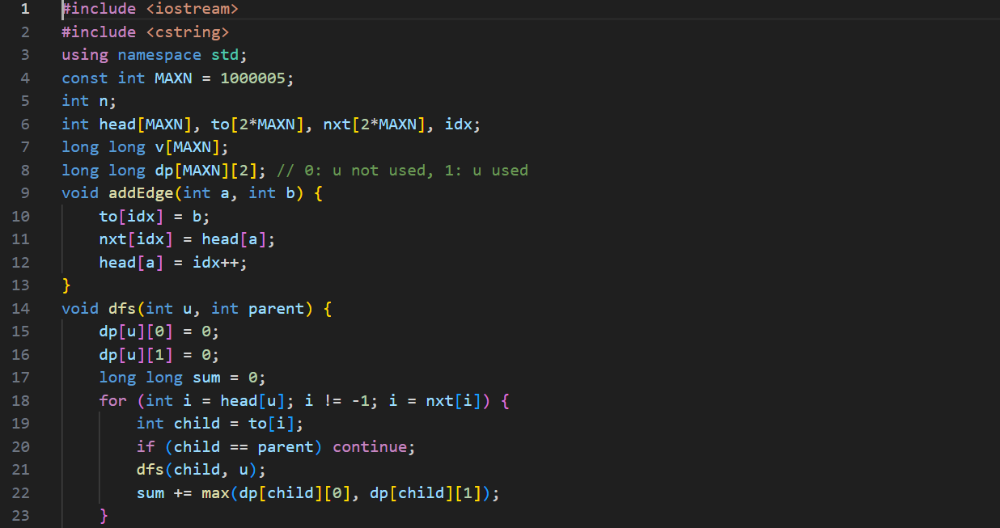 1 #include <iostream>
2 #include <cstring>
3 using namespace std;
4 const int MAXN = 1000005;
5 int n;
6 int head[MAXN], to[2*MAXN], nxt[2*MAXN], idx;
7 long long v[MAXN];
8 long long dp[MAXN][2]; // 0: u not used, 1: u used
9 void addEdge(int a, int b) {
10     to[idx] = b;
11     nxt[idx] = head[a];
12     head[a] = idx++;
13 }
14 void dfs(int u, int parent) {
15     dp[u][0] = 0;
16     dp[u][1] = 0;
17     long long sum = 0;
18     for (int i = head[u]; i != -1; i = nxt[i]) {
19         int child = to[i];
20         if (child == parent) continue;
21         dfs(child, u);
22         sum += max(dp[child][0], dp[child][1]);
23     }